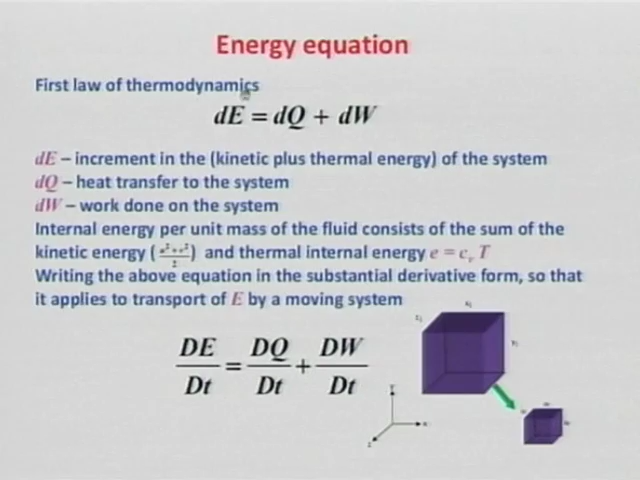 Energy equation
First law of thermodynamics
dE = dQ + dW
dE – increment in the (kinetic plus thermal energy) of the system
dQ – heat transfer to the system
dW – work done on the system
Internal energy per unit mass of the fluid consists of the sum of the
kinetic energy (u²+v²/2) and thermal internal energy e = cᵥT
Writing the above equation in the substantial derivative form, so that
it applies to transport of E by a moving system
DE/Dt = DQ/Dt + DW/Dt